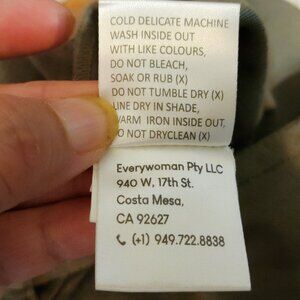 COLD DELICATE MACHINE
WASH INSIDE OUT
WITH LIKE COLOURS,
DO NOT BLEACH,
SOAK OR RUB (X)
DO NOT TUMBLE DRY (X)
LINE DRY IN SHADE,
WARM IRON INSIDE OUT.
DO NOT DRYCLEAN (X)
Everywoman Pty LLC
940 W. 17th St.
Costa Mesa,
CA 92627
(+1) 949.722.8838